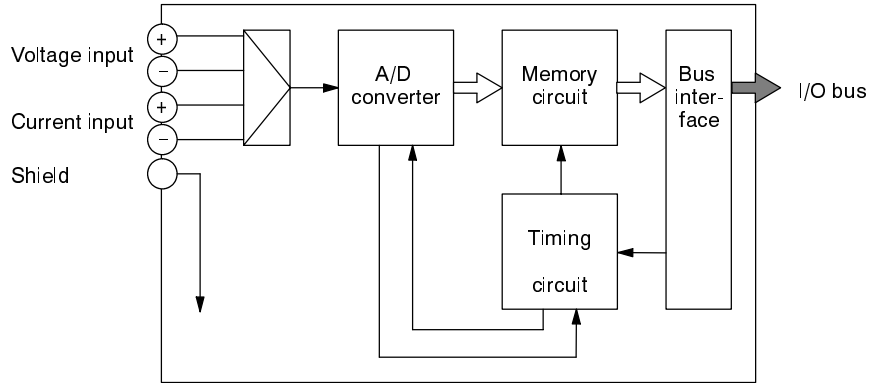 Voltage input
+
−
Current input
+
−
Shield
A/D
converter
Memory
circuit
Bus
inter-
face
I/O bus
Timing
circuit